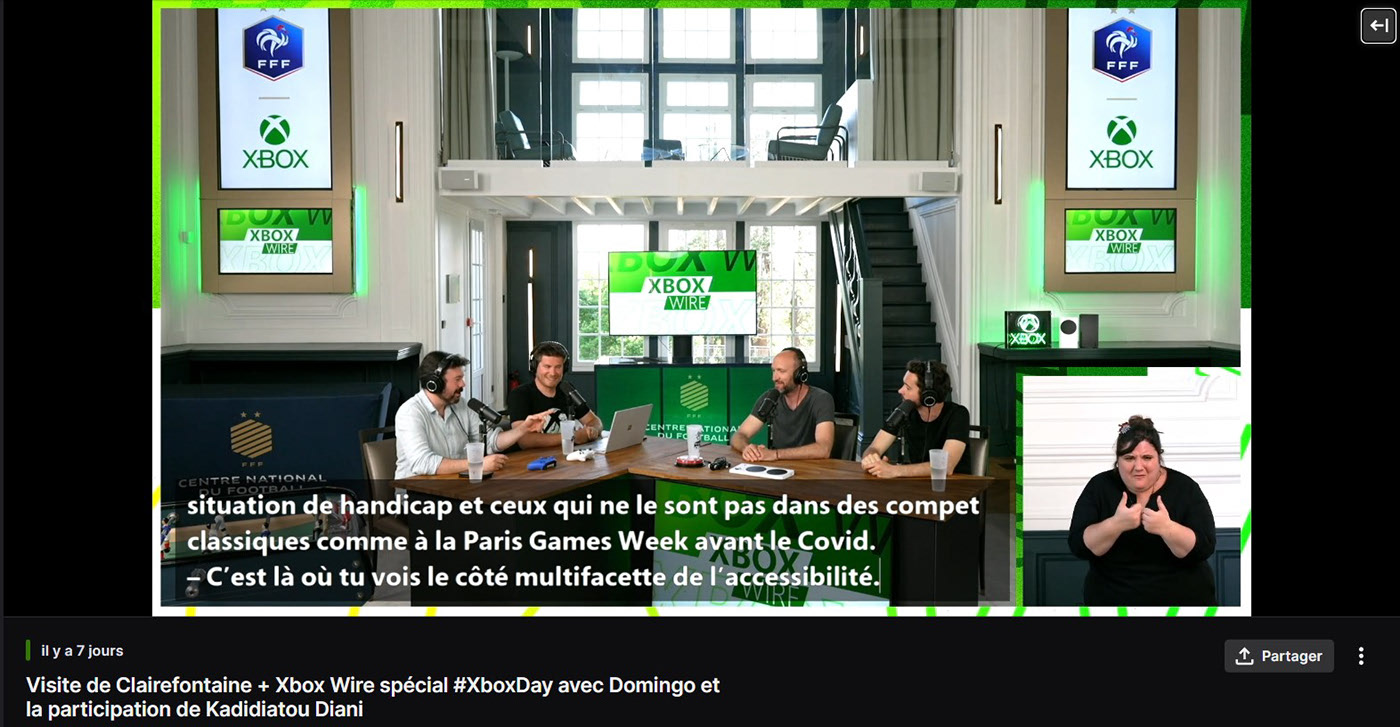 FFF
XBOX
BOX W
XBOX
WIRE
FFF
XBOX
BOX W
XBOX
WIRE
BOX W
XBOX
WIRE
XBOX
FFF
CENTRE NATIONAL
DU FOOTBALL
FFF
CENTRE NATIONAL
DU FOOTBALL
situation de handicap et ceux qui ne le sont pas dans des compet
classiques comme à la Paris Games Week avant le Covid.
– C'est là où tu vois le côté multifacette de l'accessibilité.
XBOX
WIRE
il y a 7 jours
Partager
Visite de Clairefontaine + Xbox Wire spécial #XboxDay avec Domingo et
la participation de Kadidiatou Diani